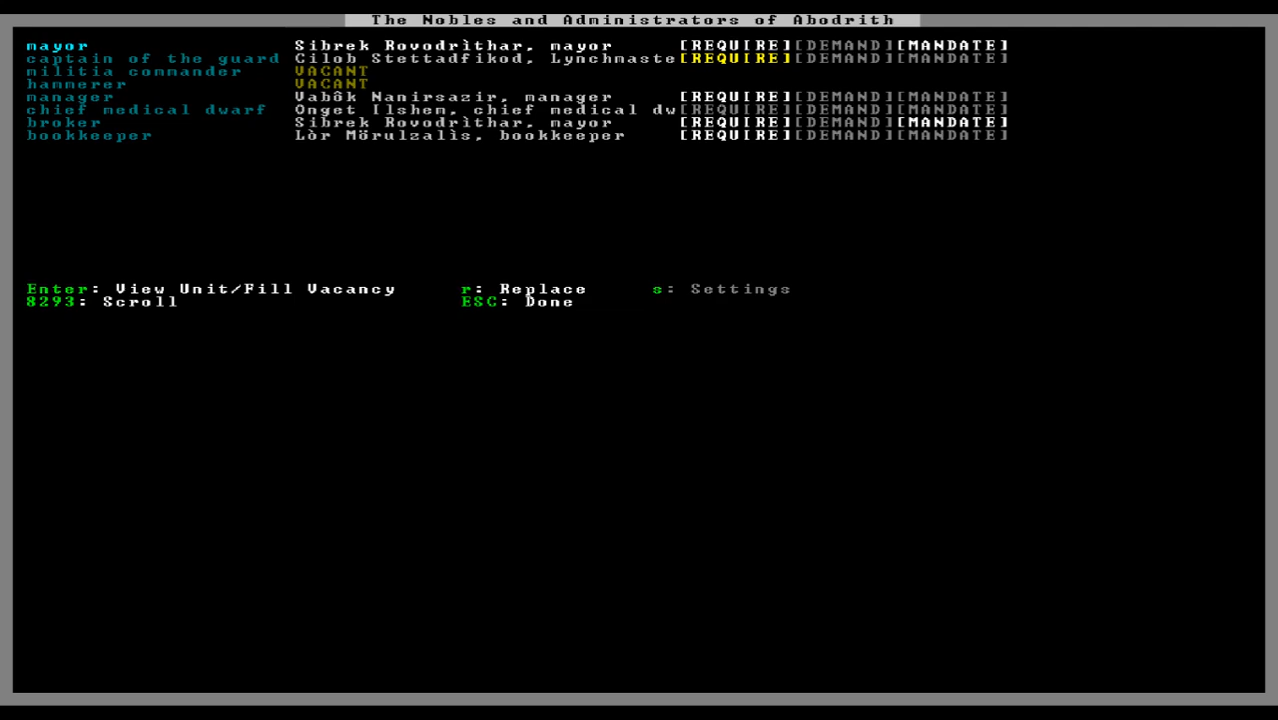 The Nobles and Administrators of Abodrith
mayor Sibrek Rovodrìthar, mayor [REQUIRE][DEMAND][MANDATE]
captain of the guard Cilob Stettadfikod, Lynchmaste[REQUIRE][DEMAND][MANDATE]
militia commander VACANT
hammerer VACANT
manager Vabôk Nanirsazir, manager [REQUIRE][DEMAND][MANDATE]
chief medical dwarf Onget Ilshem, chief medical dw[REQUIRE][DEMAND][MANDATE]
broker Sibrek Rovodrìthar, mayor [REQUIRE][DEMAND][MANDATE]
bookkeeper Lòr Mörulzalìs, bookkeeper [REQUIRE][DEMAND][MANDATE]
Enter: View Unit/Fill Vacancy r: Replace s: Settings
8293: Scroll ESC: Done